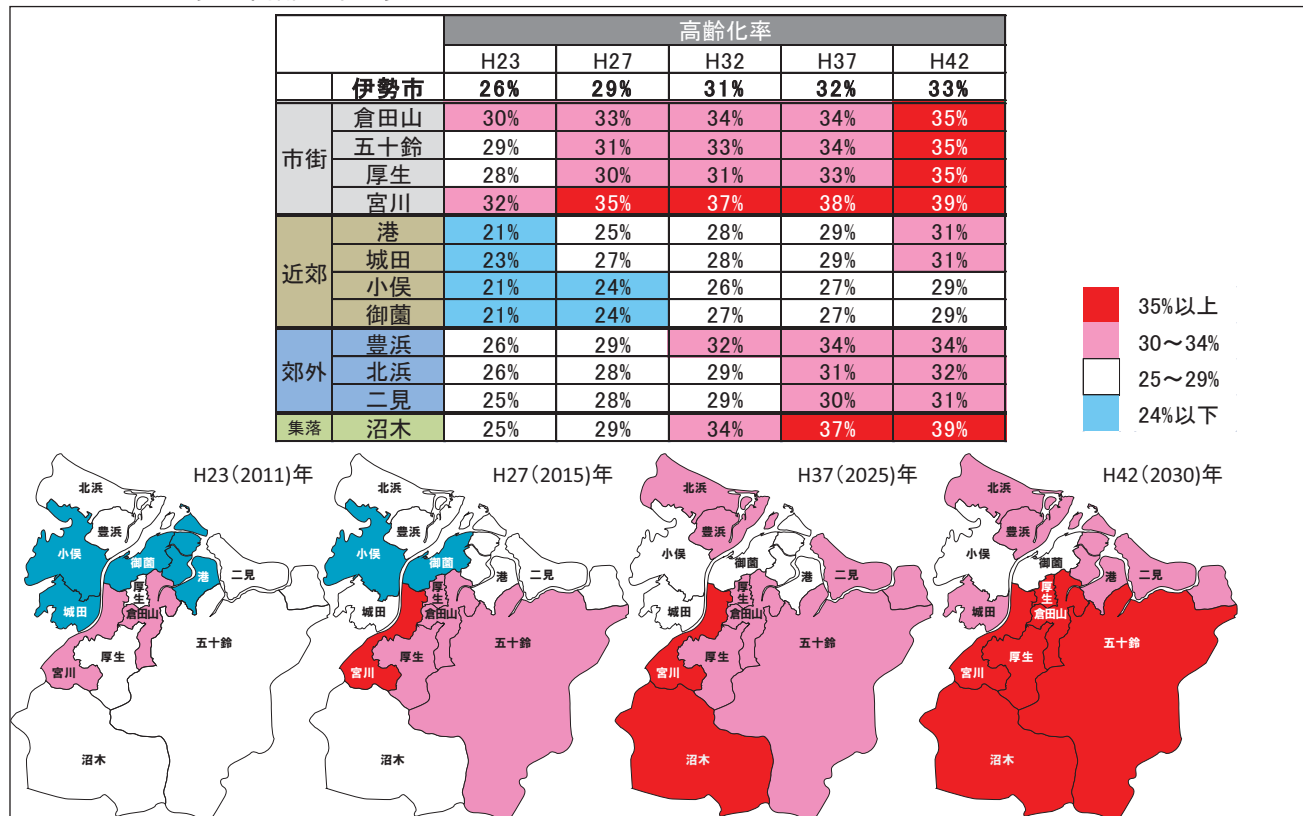 高齢化率
H23 H27 H32 H37 H42
伊勢市 26% 29% 31% 32% 33%
市街 倉田山 30% 33% 34% 34% 35%
五十鈴 29% 31% 33% 34% 35%
厚生 28% 30% 31% 33% 35%
宮川 32% 35% 37% 38% 39%
近郊 港 21% 25% 28% 29% 31%
城田 23% 27% 28% 29% 31%
小俣 21% 24% 26% 27% 29%
御薗 21% 24% 27% 27% 29%
郊外 豊浜 26% 29% 32% 34% 34%
北浜 26% 28% 29% 31% 32%
二見 25% 28% 29% 30% 31%
集落 沼木 25% 29% 34% 37% 39%
35%以上
30～34%
25～29%
24%以下
H23（2011）年
北浜
豊浜
小俣
御薗
港
二見
城田
厚生
倉田山
五十鈴
厚生
宮川
沼木
H27（2015）年
北浜
豊浜
小俣
御薗
港
二見
城田
厚生
倉田山
五十鈴
厚生
宮川
沼木
H37（2025）年
北浜
豊浜
小俣
御薗
港
二見
城田
厚生
倉田山
五十鈴
厚生
宮川
沼木
H42（2030）年
北浜
豊浜
小俣
御薗
港
二見
城田
厚生
倉田山
五十鈴
厚生
宮川
沼木